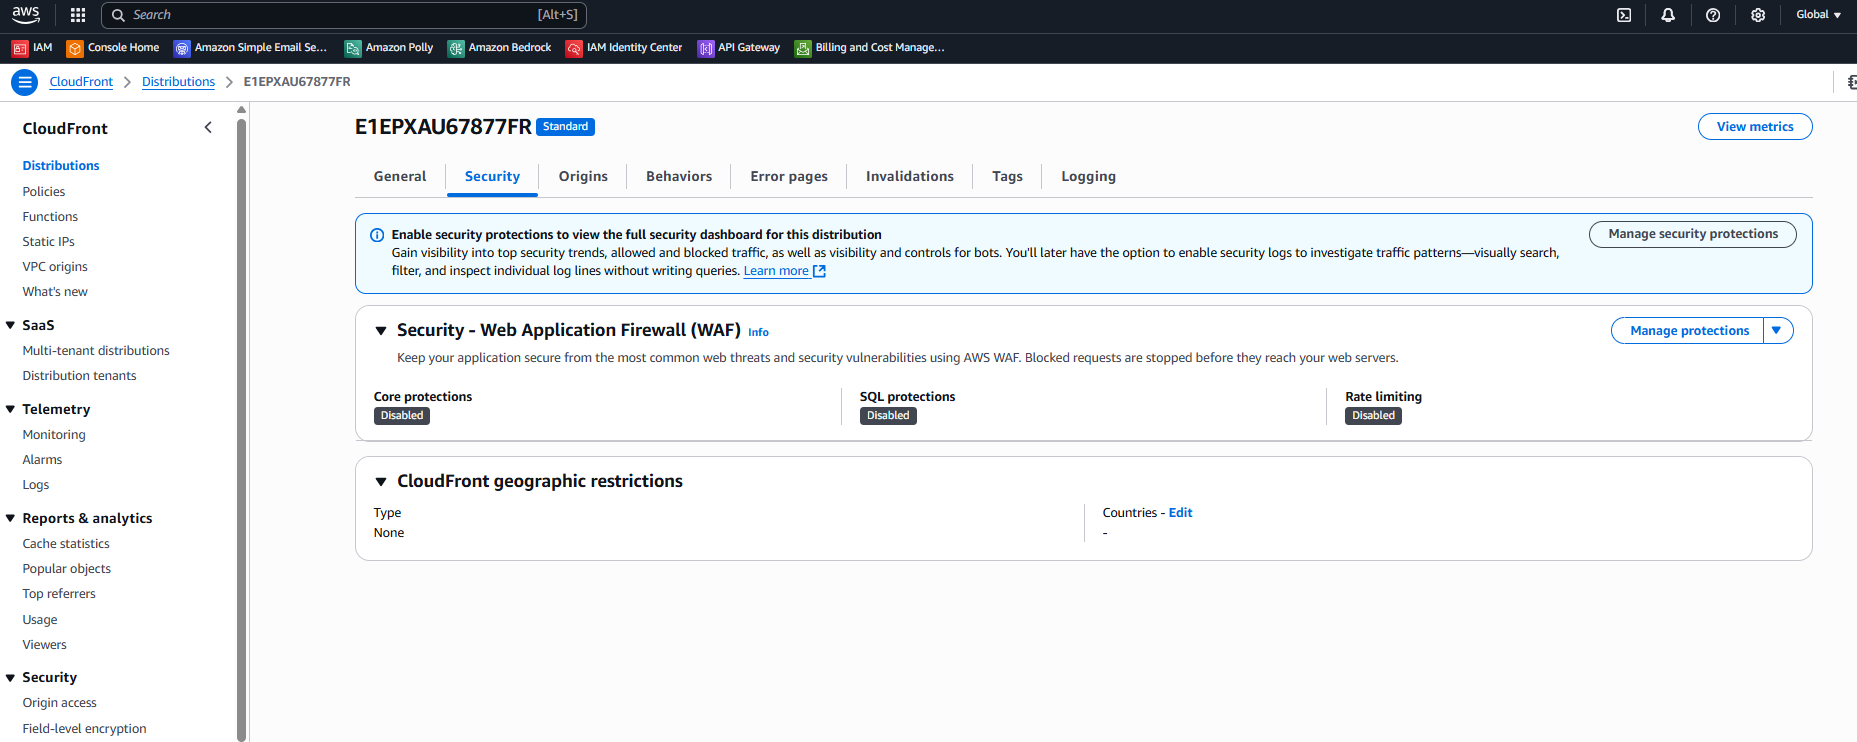 aws
Search [Alt+S]
Global
IAM
Console Home
Amazon Simple Email Se...
Amazon Polly
Amazon Bedrock
IAM Identity Center
API Gateway
Billing and Cost Manage...
CloudFront
Distributions
E1EPXAU67877FR
CloudFront
Distributions
Policies
Functions
Static IPs
VPC origins
What's new
SaaS
Multi-tenant distributions
Distribution tenants
Telemetry
Monitoring
Alarms
Logs
Reports & analytics
Cache statistics
Popular objects
Top referrers
Usage
Viewers
Security
Origin access
Field-level encryption
E1EPXAU67877FR Standard
View metrics
General
Security
Origins
Behaviors
Error pages
Invalidations
Tags
Logging
Enable security protections to view the full security dashboard for this distribution
Gain visibility into top security trends, allowed and blocked traffic, as well as visibility and controls for bots. You'll later have the option to enable security logs to investigate traffic patterns—visually search,
filter, and inspect individual log lines without writing queries. Learn more
Manage security protections
Security - Web Application Firewall (WAF) Info
Manage protections
Keep your application secure from the most common web threats and security vulnerabilities using AWS WAF. Blocked requests are stopped before they reach your web servers.
Core protections
Disabled
SQL protections
Disabled
Rate limiting
Disabled
CloudFront geographic restrictions
Type
None
Countries - Edit
-